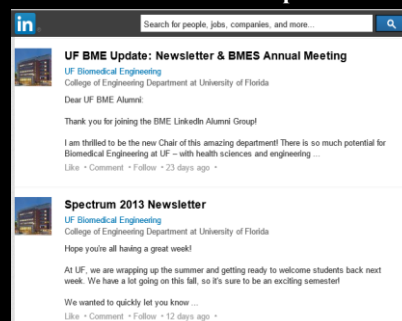 in
Search for people, jobs, companies, and more...
UF BME Update: Newsletter & BMES Annual Meeting
UF Biomedical Engineering
College of Engineering Department at University of Florida
Dear UF BME Alumni:
Thank you for joining the BME LinkedIn Alumni Group!
I am thrilled to be the new Chair of this amazing department! There is so much potential for
Biomedical Engineering at UF – with health sciences and engineering ...
Like • Comment • Follow • 23 days ago •
Spectrum 2013 Newsletter
UF Biomedical Engineering
College of Engineering Department at University of Florida
Hope you're all having a great week!
At UF, we are wrapping up the summer and getting ready to welcome students back next
week. We have a lot going on this fall, so it's sure to be an exciting semester!
We wanted to quickly let you know ...
Like • Comment • Follow • 12 days ago •